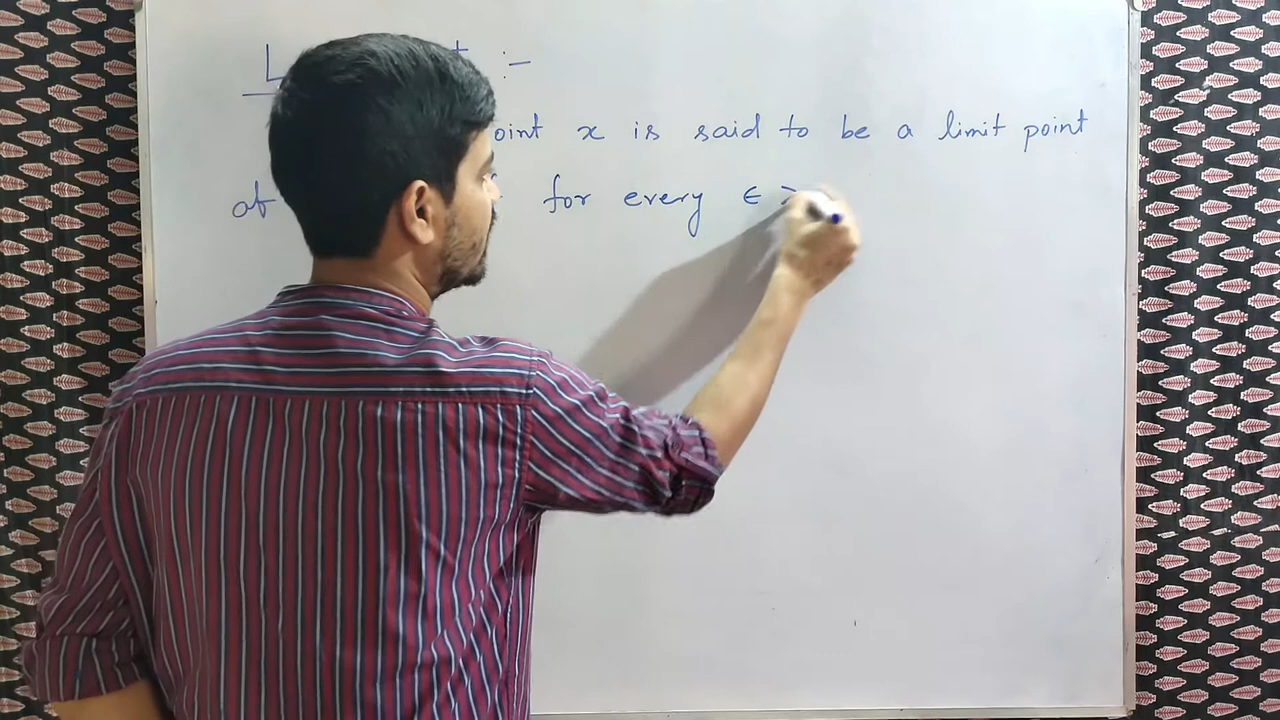 L :-
oint x is said to be a limit point
of for every ε >